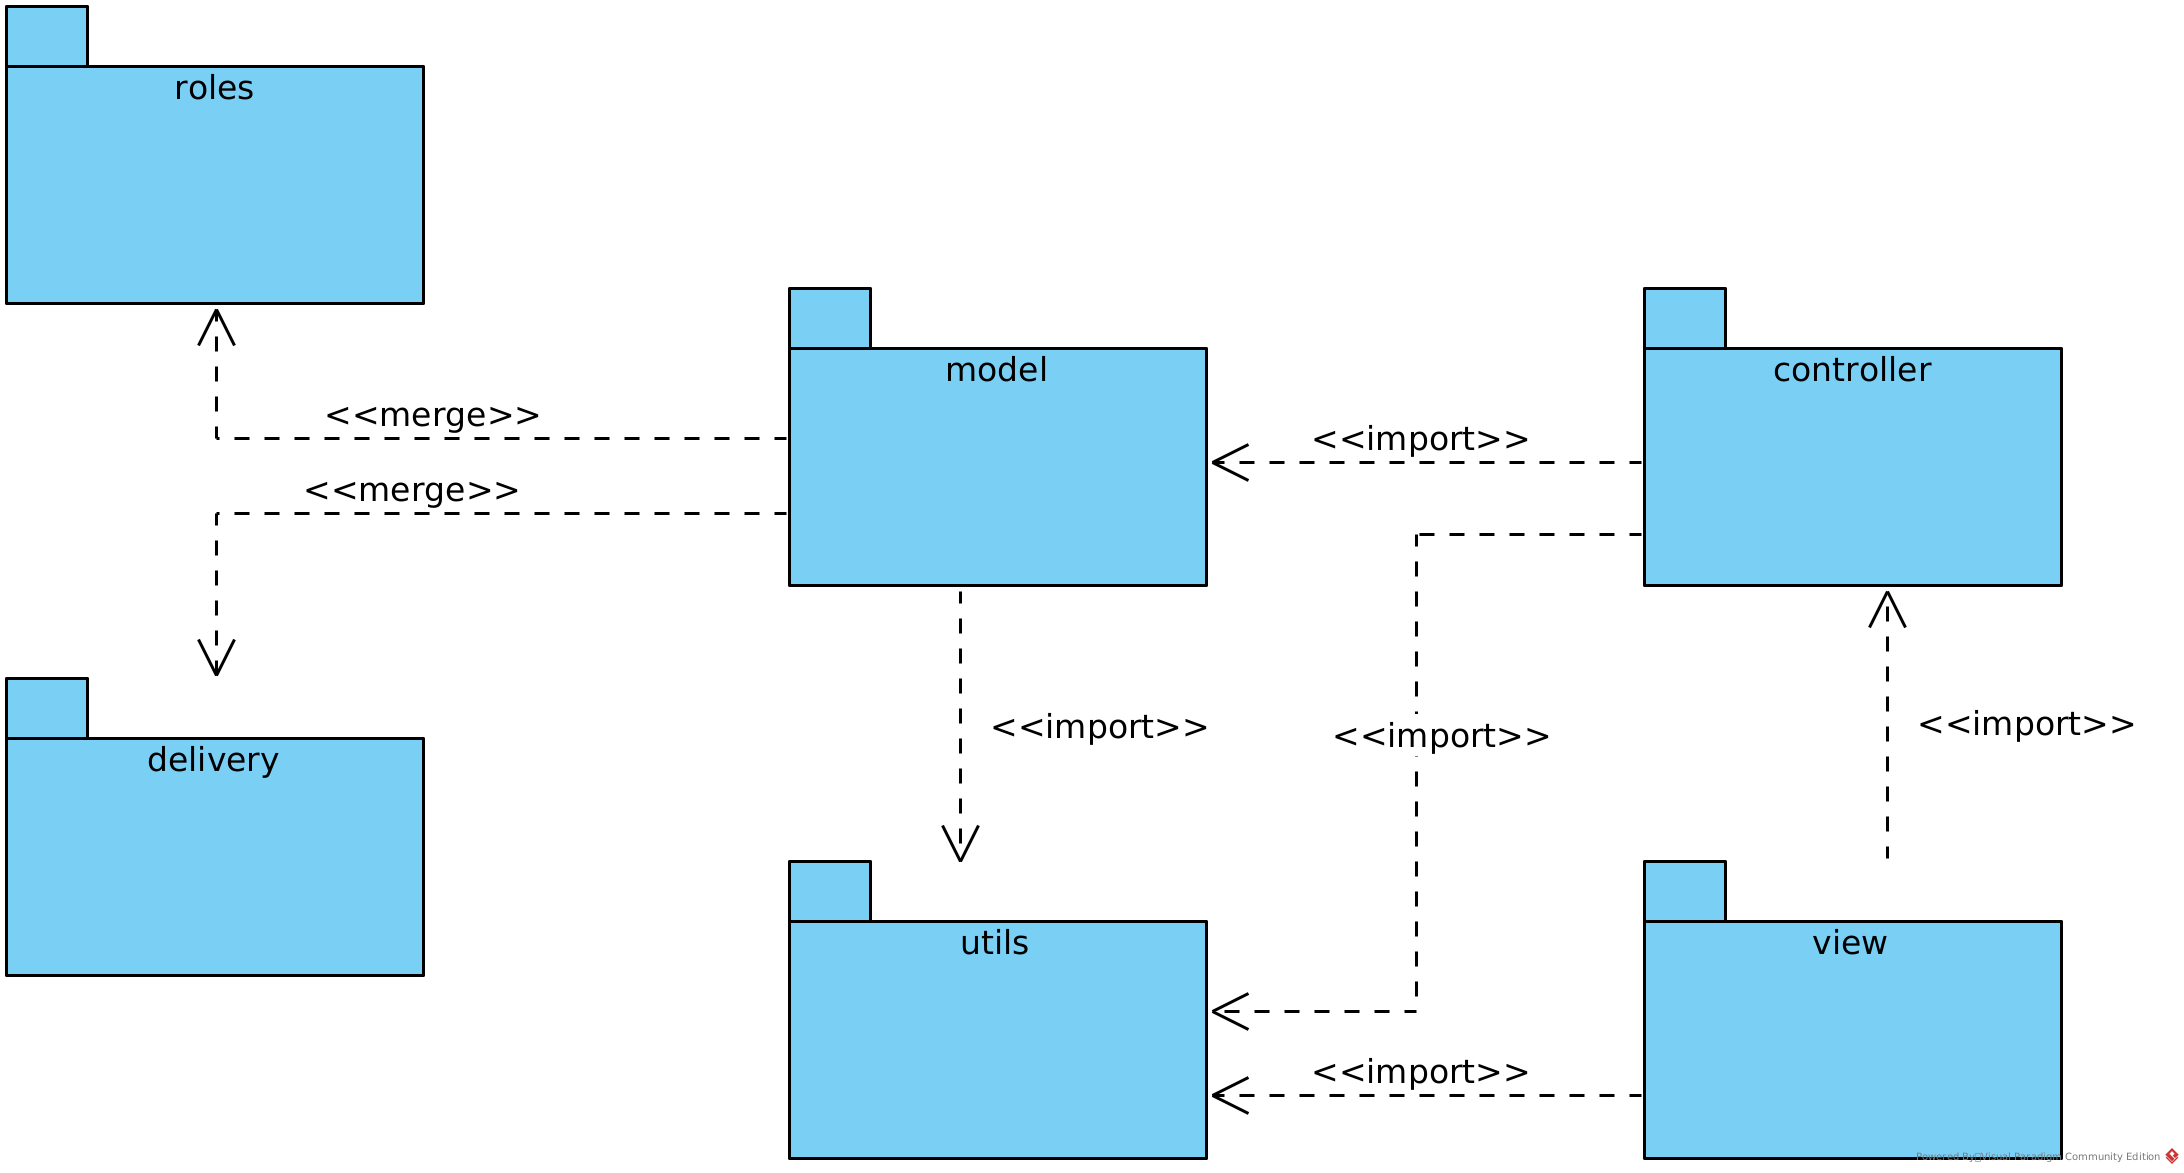 roles
model
controller
<<merge>>
<<import>>
<<merge>>
<<import>>
<<import>>
<<import>>
delivery
utils
view
<<import>>
Powered By Visual Paradigm Community Edition